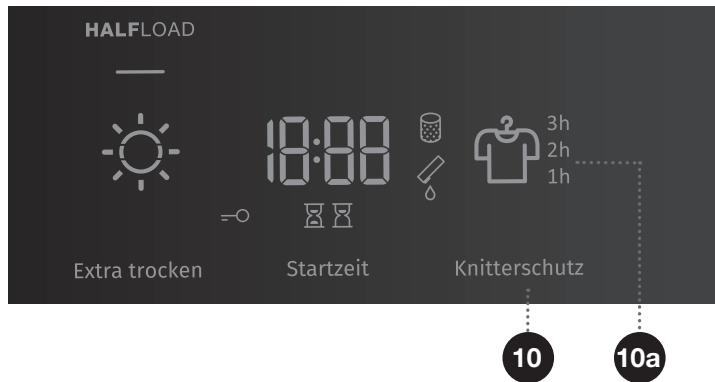 HALFLOAD
18:88
3h
2h
1h
Extra trocken
Startzeit
Knitterschutz
10
10a